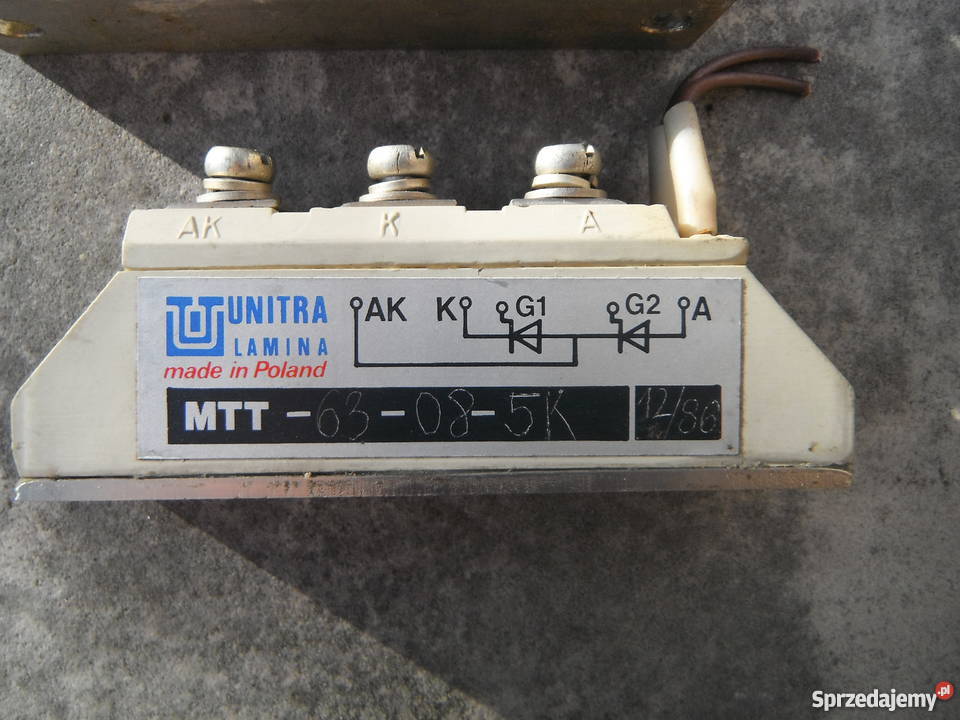 AK K A
UNITRA
LAMINA
made in Poland
AK K G1 G2 A
MTT -63-08-5K 12/86
Sprzedajemy.pl